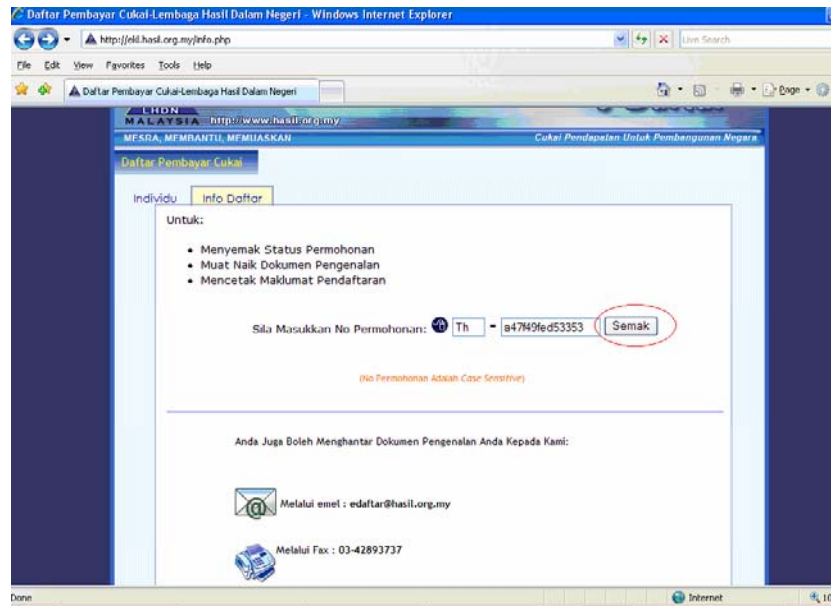 Daftar Pembayar Cukai-Lembaga Hasil Dalam Negeri - Windows Internet Explorer
http://ekl.hasil.org.my/info.php
Live Search
File Edit View Favorites Tools Help
Daftar Pembayar Cukai-Lembaga Hasil Dalam Negeri
Page
LHDN
MALAYSIA http://www.hasil.org.my
MESRA, MEMBANTU, MEMUASKAN
Cukai Pendapatan Untuk Pembangunan Negara
Daftar Pembayar Cukai
Individu Info Daftar
Untuk:
• Menyemak Status Permohonan
• Muat Naik Dokumen Pengenalan
• Mencetak Maklumat Pendaftaran
Sila Masukkan No Permohonan: Th - a47f49fed53353 Semak
(No Permohonan Adalah Case Sensitive)
Anda Juga Boleh Menghantar Dokumen Pengenalan Anda Kepada Kami:
Melalui emel : edaftar@hasil.org.my
Melalui Fax : 03-42893737
Done
Internet